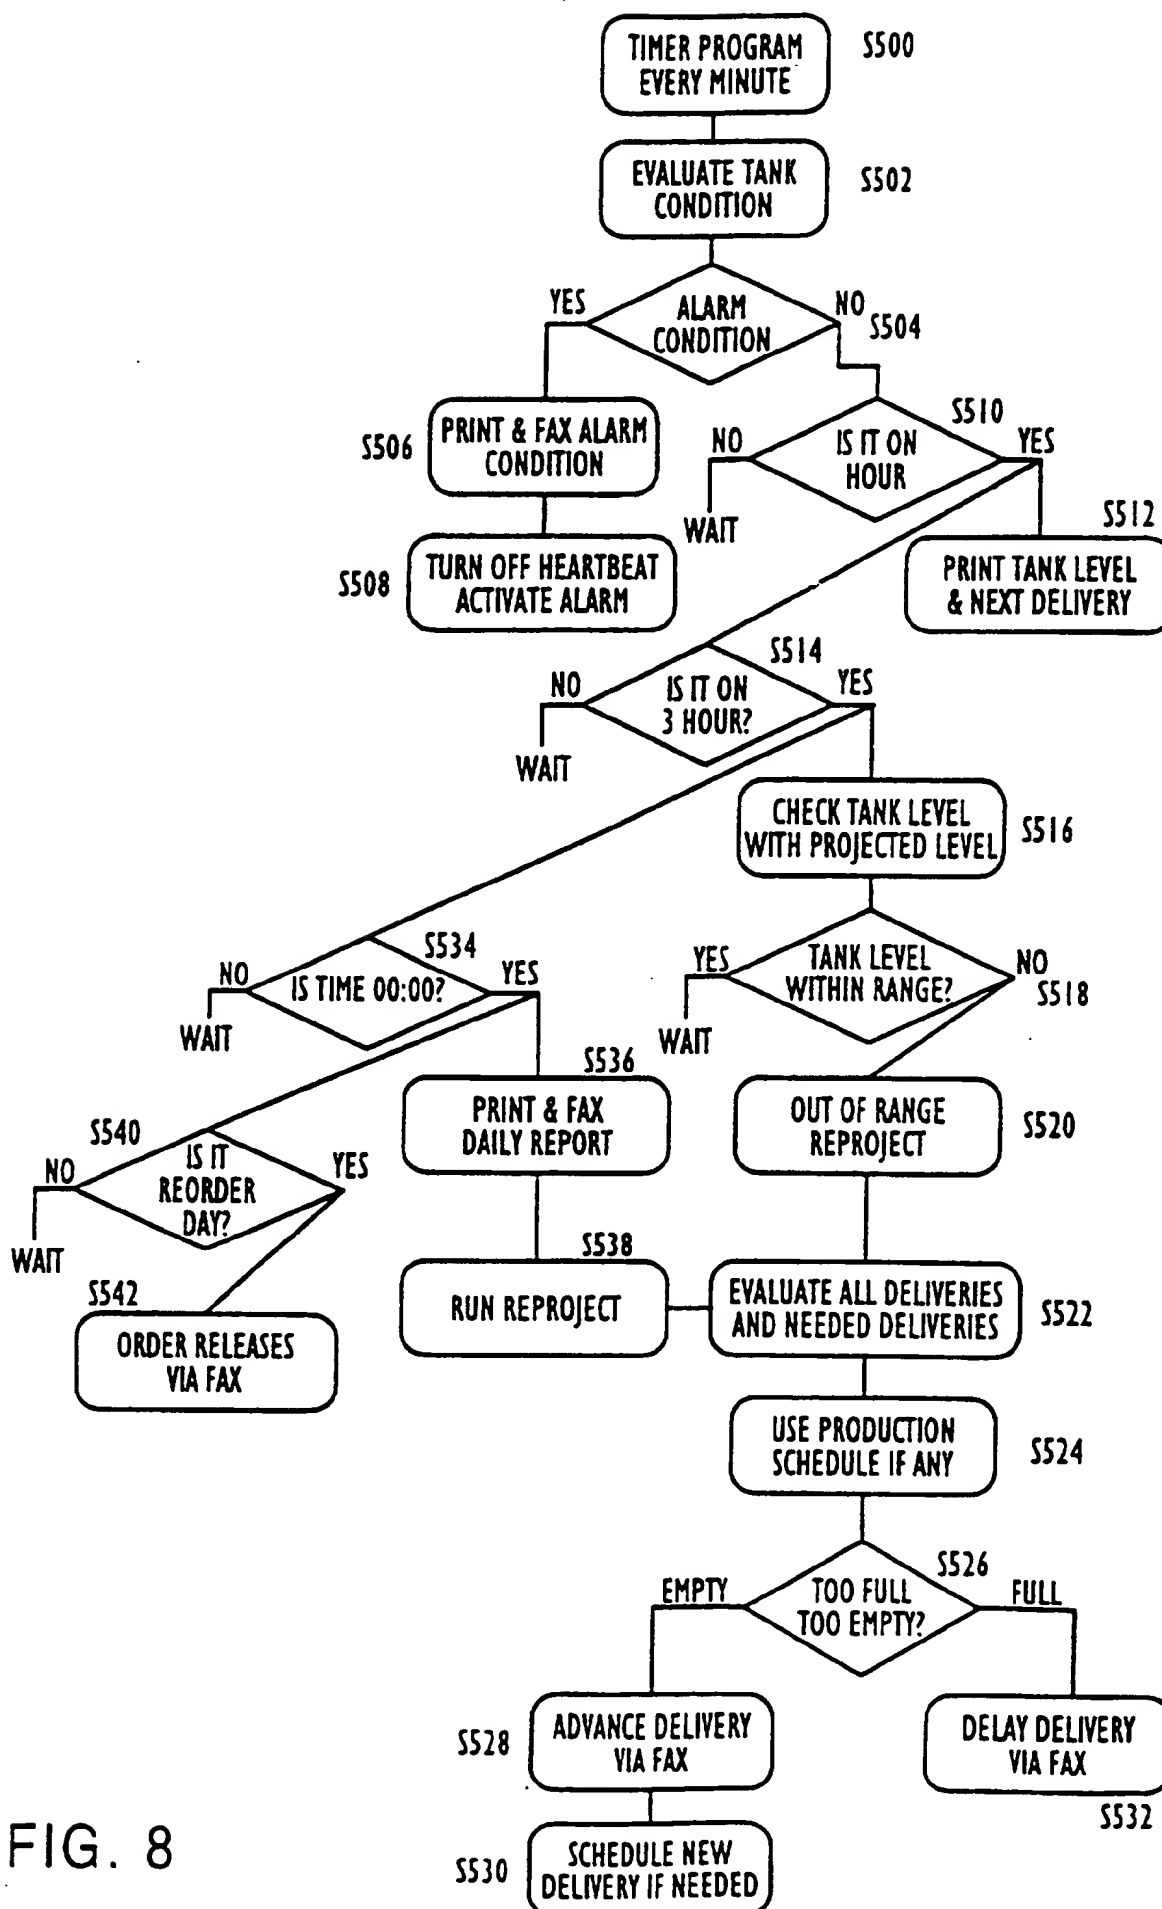 TIMER PROGRAM
EVERY MINUTE
S500
EVALUATE TANK
CONDITION
S502
YES
ALARM
CONDITION
NO
S504
S506
PRINT & FAX ALARM
CONDITION
S510
NO
IS IT ON
HOUR
YES
WAIT
S512
S508
TURN OFF HEARTBEAT
ACTIVATE ALARM
PRINT TANK LEVEL
& NEXT DELIVERY
S514
NO
IS IT ON
3 HOUR?
YES
WAIT
CHECK TANK LEVEL
WITH PROJECTED LEVEL
S516
S534
NO
IS TIME 00:00?
YES
WAIT
YES
TANK LEVEL
WITHIN RANGE?
NO
S518
WAIT
S536
PRINT & FAX
DAILY REPORT
OUT OF RANGE
REPROJECT
S520
S540
NO
IS IT
REORDER
DAY?
YES
WAIT
S538
RUN REPROJECT
EVALUATE ALL DELIVERIES
AND NEEDED DELIVERIES
S522
S542
ORDER RELEASES
VIA FAX
USE PRODUCTION
SCHEDULE IF ANY
S524
S526
EMPTY
TOO FULL
TOO EMPTY?
FULL
S528
ADVANCE DELIVERY
VIA FAX
DELAY DELIVERY
VIA FAX
S532
S530
SCHEDULE NEW
DELIVERY IF NEEDED
FIG. 8